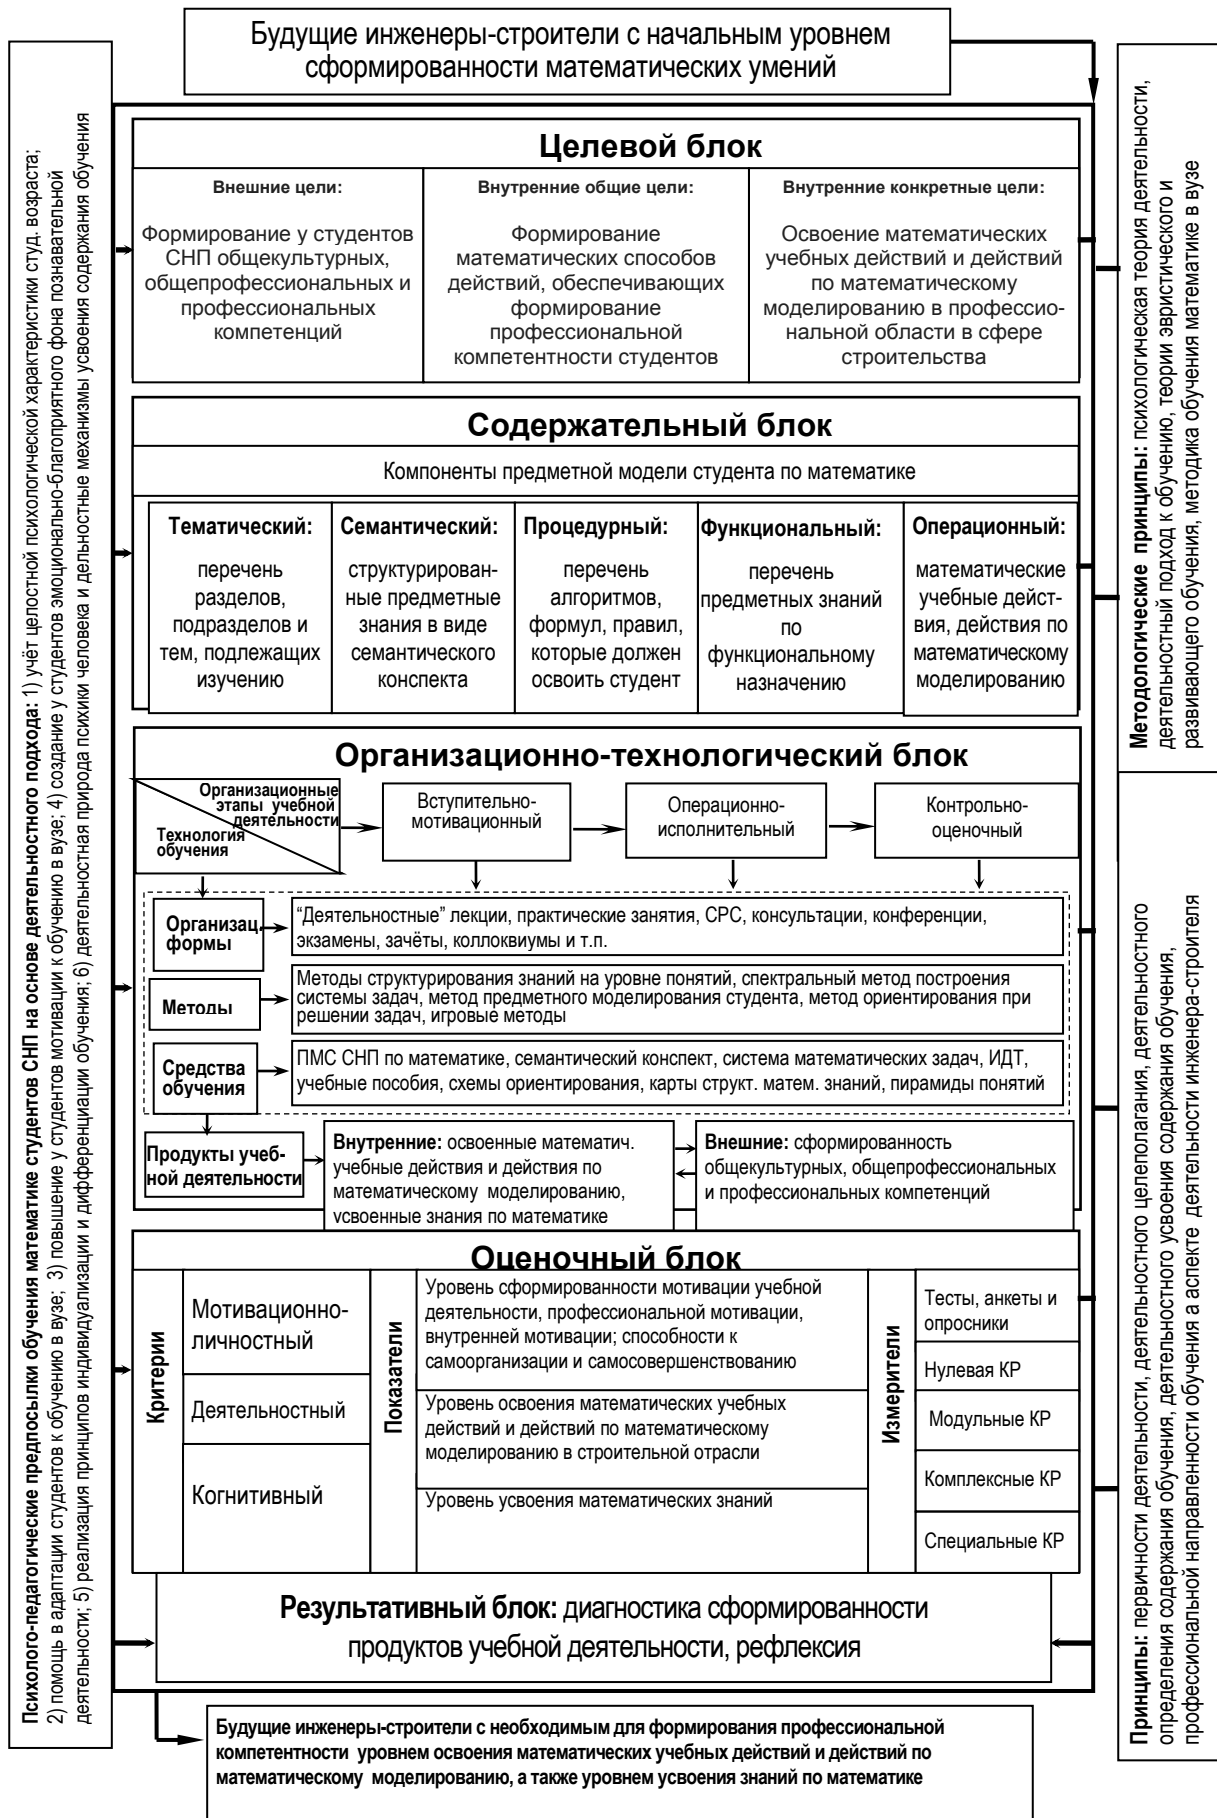 Будущие инженеры-строители с начальным уровнем
сформированности математических умений
Психолого-педагогические предпосылки обучения математике студентов СНП на основе деятельностного подхода: 1) учёт целостной психологической характеристики студ. возраста;
2) помощь в адаптации студентов к обучению в вузе; 3) повышение у студентов мотивации к обучению в вузе; 4) создание у студентов эмоционально-благоприятного фона познавательной
деятельности; 5) реализация принципов индивидуализации и дифференциации обучения; 6) деятельностная природа психики человека и дельностные механизмы усвоения содержания обучения
Целевой блок
Внешние цели:
Формирование у студентов
СНП общекультурных,
общепрофессиональных и
профессиональных
компетенций
Внутренние общие цели:
Формирование
математических способов
действий, обеспечивающих
формирование
профессиональной
компетентности студентов
Внутренние конкретные цели:
Освоение математических
учебных действий и действий
по математическому
моделированию в профессио-
нальной области в сфере
строительства
Содержательный блок
Компоненты предметной модели студента по математике
Тематический:
перечень
разделов,
подразделов и
тем, подлежащих
изучению
Семантический:
структурирован-
ные предметные
знания в виде
семантического
конспекта
Процедурный:
перечень
алгоритмов,
формул, правил,
которые должен
освоить студент
Функциональный:
перечень
предметных знаний
по
функциональному
назначению
Операционный:
математические
учебные дейст-
вия, действия по
математическому
моделированию
Организационно-технологический блок
Организационные
этапы учебной
деятельности
Технология
обучения
Вступительно-
мотивационный
Операционно-
исполнительный
Контрольно-
оценочный
Организац.
формы
“Деятельностные” лекции, практические занятия, СРС, консультации, конференции,
экзамены, зачёты, коллоквиумы и т.п.
Методы
Методы структурирования знаний на уровне понятий, спектральный метод построения
системы задач, метод предметного моделирования студента, метод ориентирования при
решении задач, игровые методы
Средства
обучения
ПМС СНП по математике, семантический конспект, система математических задач, ИДТ,
учебные пособия, схемы ориентирования, карты структ. матем. знаний, пирамиды понятий
Продукты учеб-
ной деятельности
Внутренние: освоенные математич.
учебные действия и действия по
математическому моделированию,
усвоенные знания по математике
Внешние: сформированность
общекультурных, общепрофессиональных
и профессиональных компетенций
Оценочный блок
Критерии
Мотивационно-
личностный
Деятельностный
Когнитивный
Показатели
Уровень сформированности мотивации учебной
деятельности, профессиональной мотивации,
внутренней мотивации; способности к
самоорганизации и самосовершенствованию
Уровень освоения математических учебных
действий и действий по математическому
моделированию в строительной отрасли
Уровень усвоения математических знаний
Измерители
Тесты, анкеты и
опросники
Нулевая КР
Модульные КР
Комплексные КР
Специальные КР
Результативный блок: диагностика сформированности
продуктов учебной деятельности, рефлексия
Будущие инженеры-строители с необходимым для формирования профессиональной
компетентности уровнем освоения математических учебных действий и действий по
математическому моделированию, а также уровнем усвоения знаний по математике
Методологические принципы: психологическая теория деятельности,
деятельностный подход к обучению, теории эвристического и
развивающего обучения, методика обучения математике в вузе
Принципы: первичности деятельности, деятельностного целеполагания, деятельностного
определения содержания обучения, деятельностного усвоения содержания обучения,
профессиональной направленности обучения а аспекте деятельности инженера-строителя